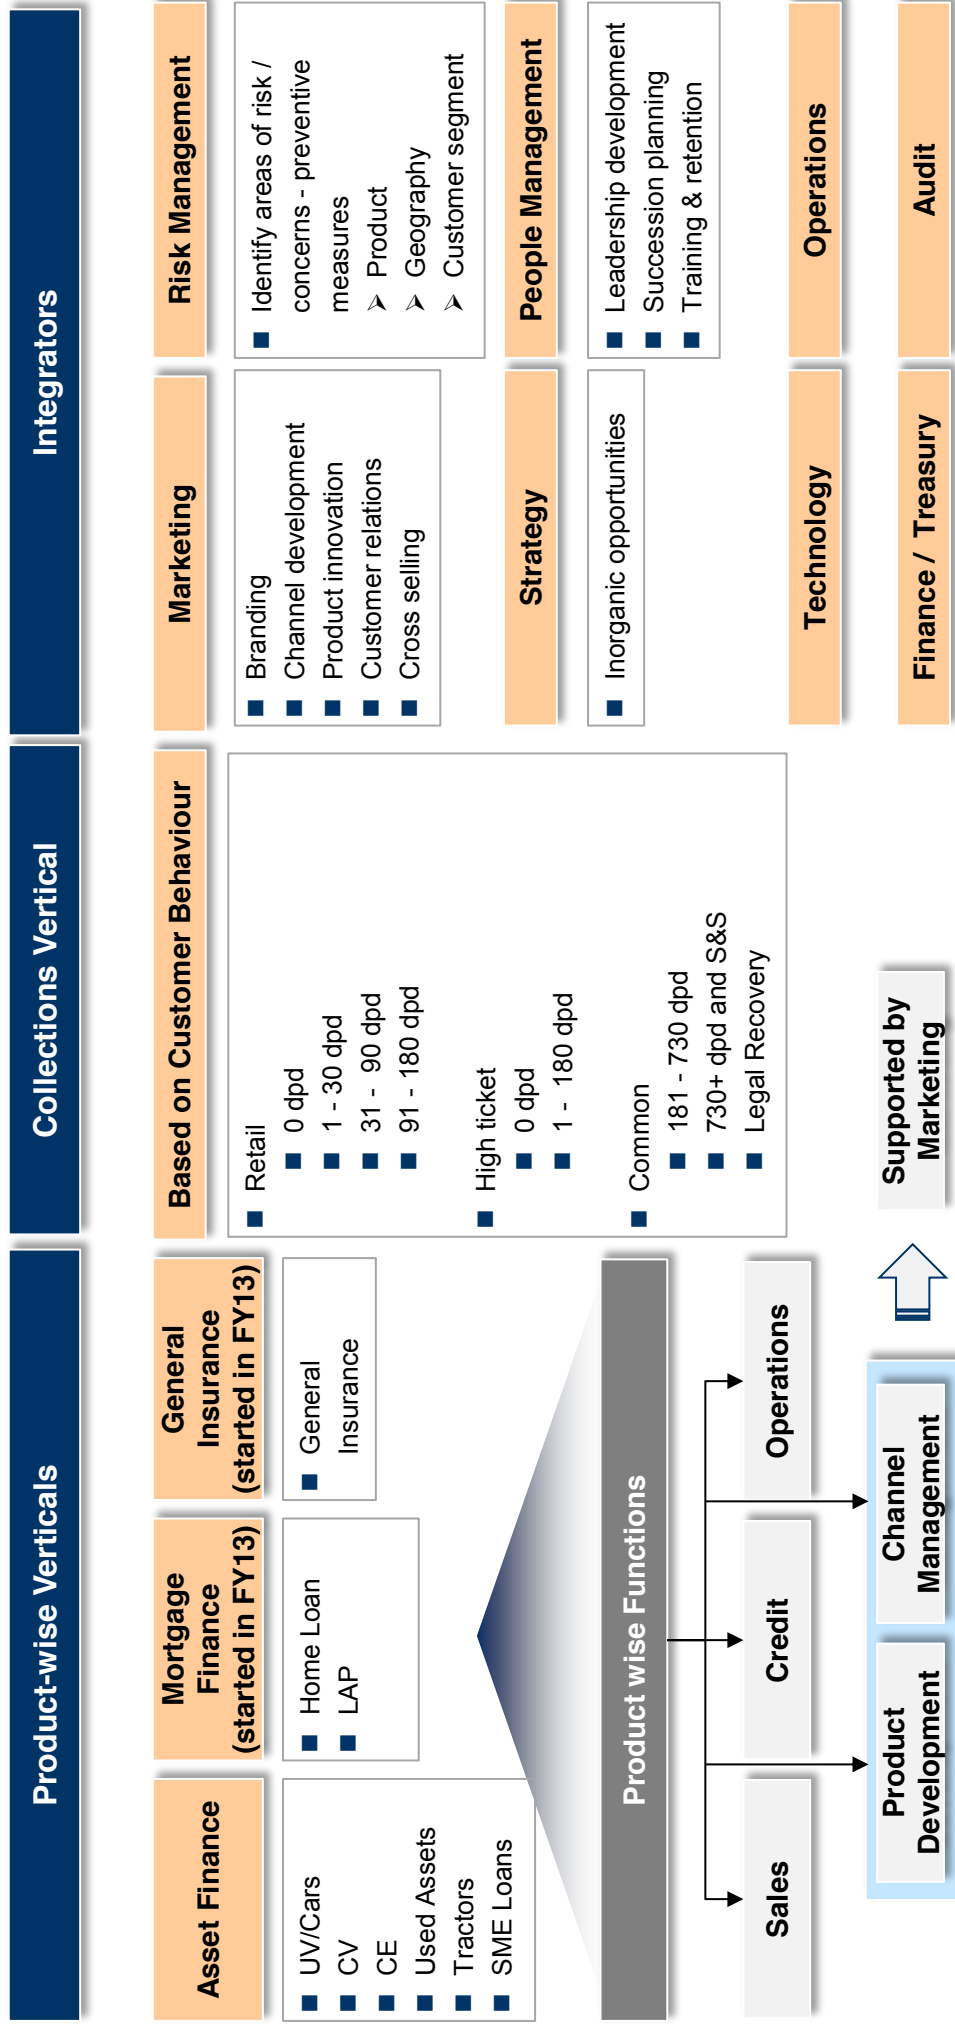 Product-wise Verticals
Asset Finance
UV/Cars
CV
CE
Used Assets
Tractors
SME Loans
Mortgage
Finance
(started in FY13)
Home Loan
LAP
General
Insurance
(started in FY13)
General
Insurance
Product wise Functions
Sales
Credit
Operations
Product
Development
Channel
Management
Supported by
Marketing
Collections Vertical
Based on Customer Behaviour
Retail
0 dpd
1 - 30 dpd
31 - 90 dpd
91 - 180 dpd
High ticket
0 dpd
1 - 180 dpd
Common
181 - 730 dpd
730+ dpd and S&S
Legal Recovery
Integrators
Marketing
Branding
Channel development
Product innovation
Customer relations
Cross selling
Risk Management
Identify areas of risk /
concerns - preventive
measures
Product
Geography
Customer segment
Strategy
Inorganic opportunities
People Management
Leadership development
Succession planning
Training & retention
Technology
Operations
Finance / Treasury
Audit